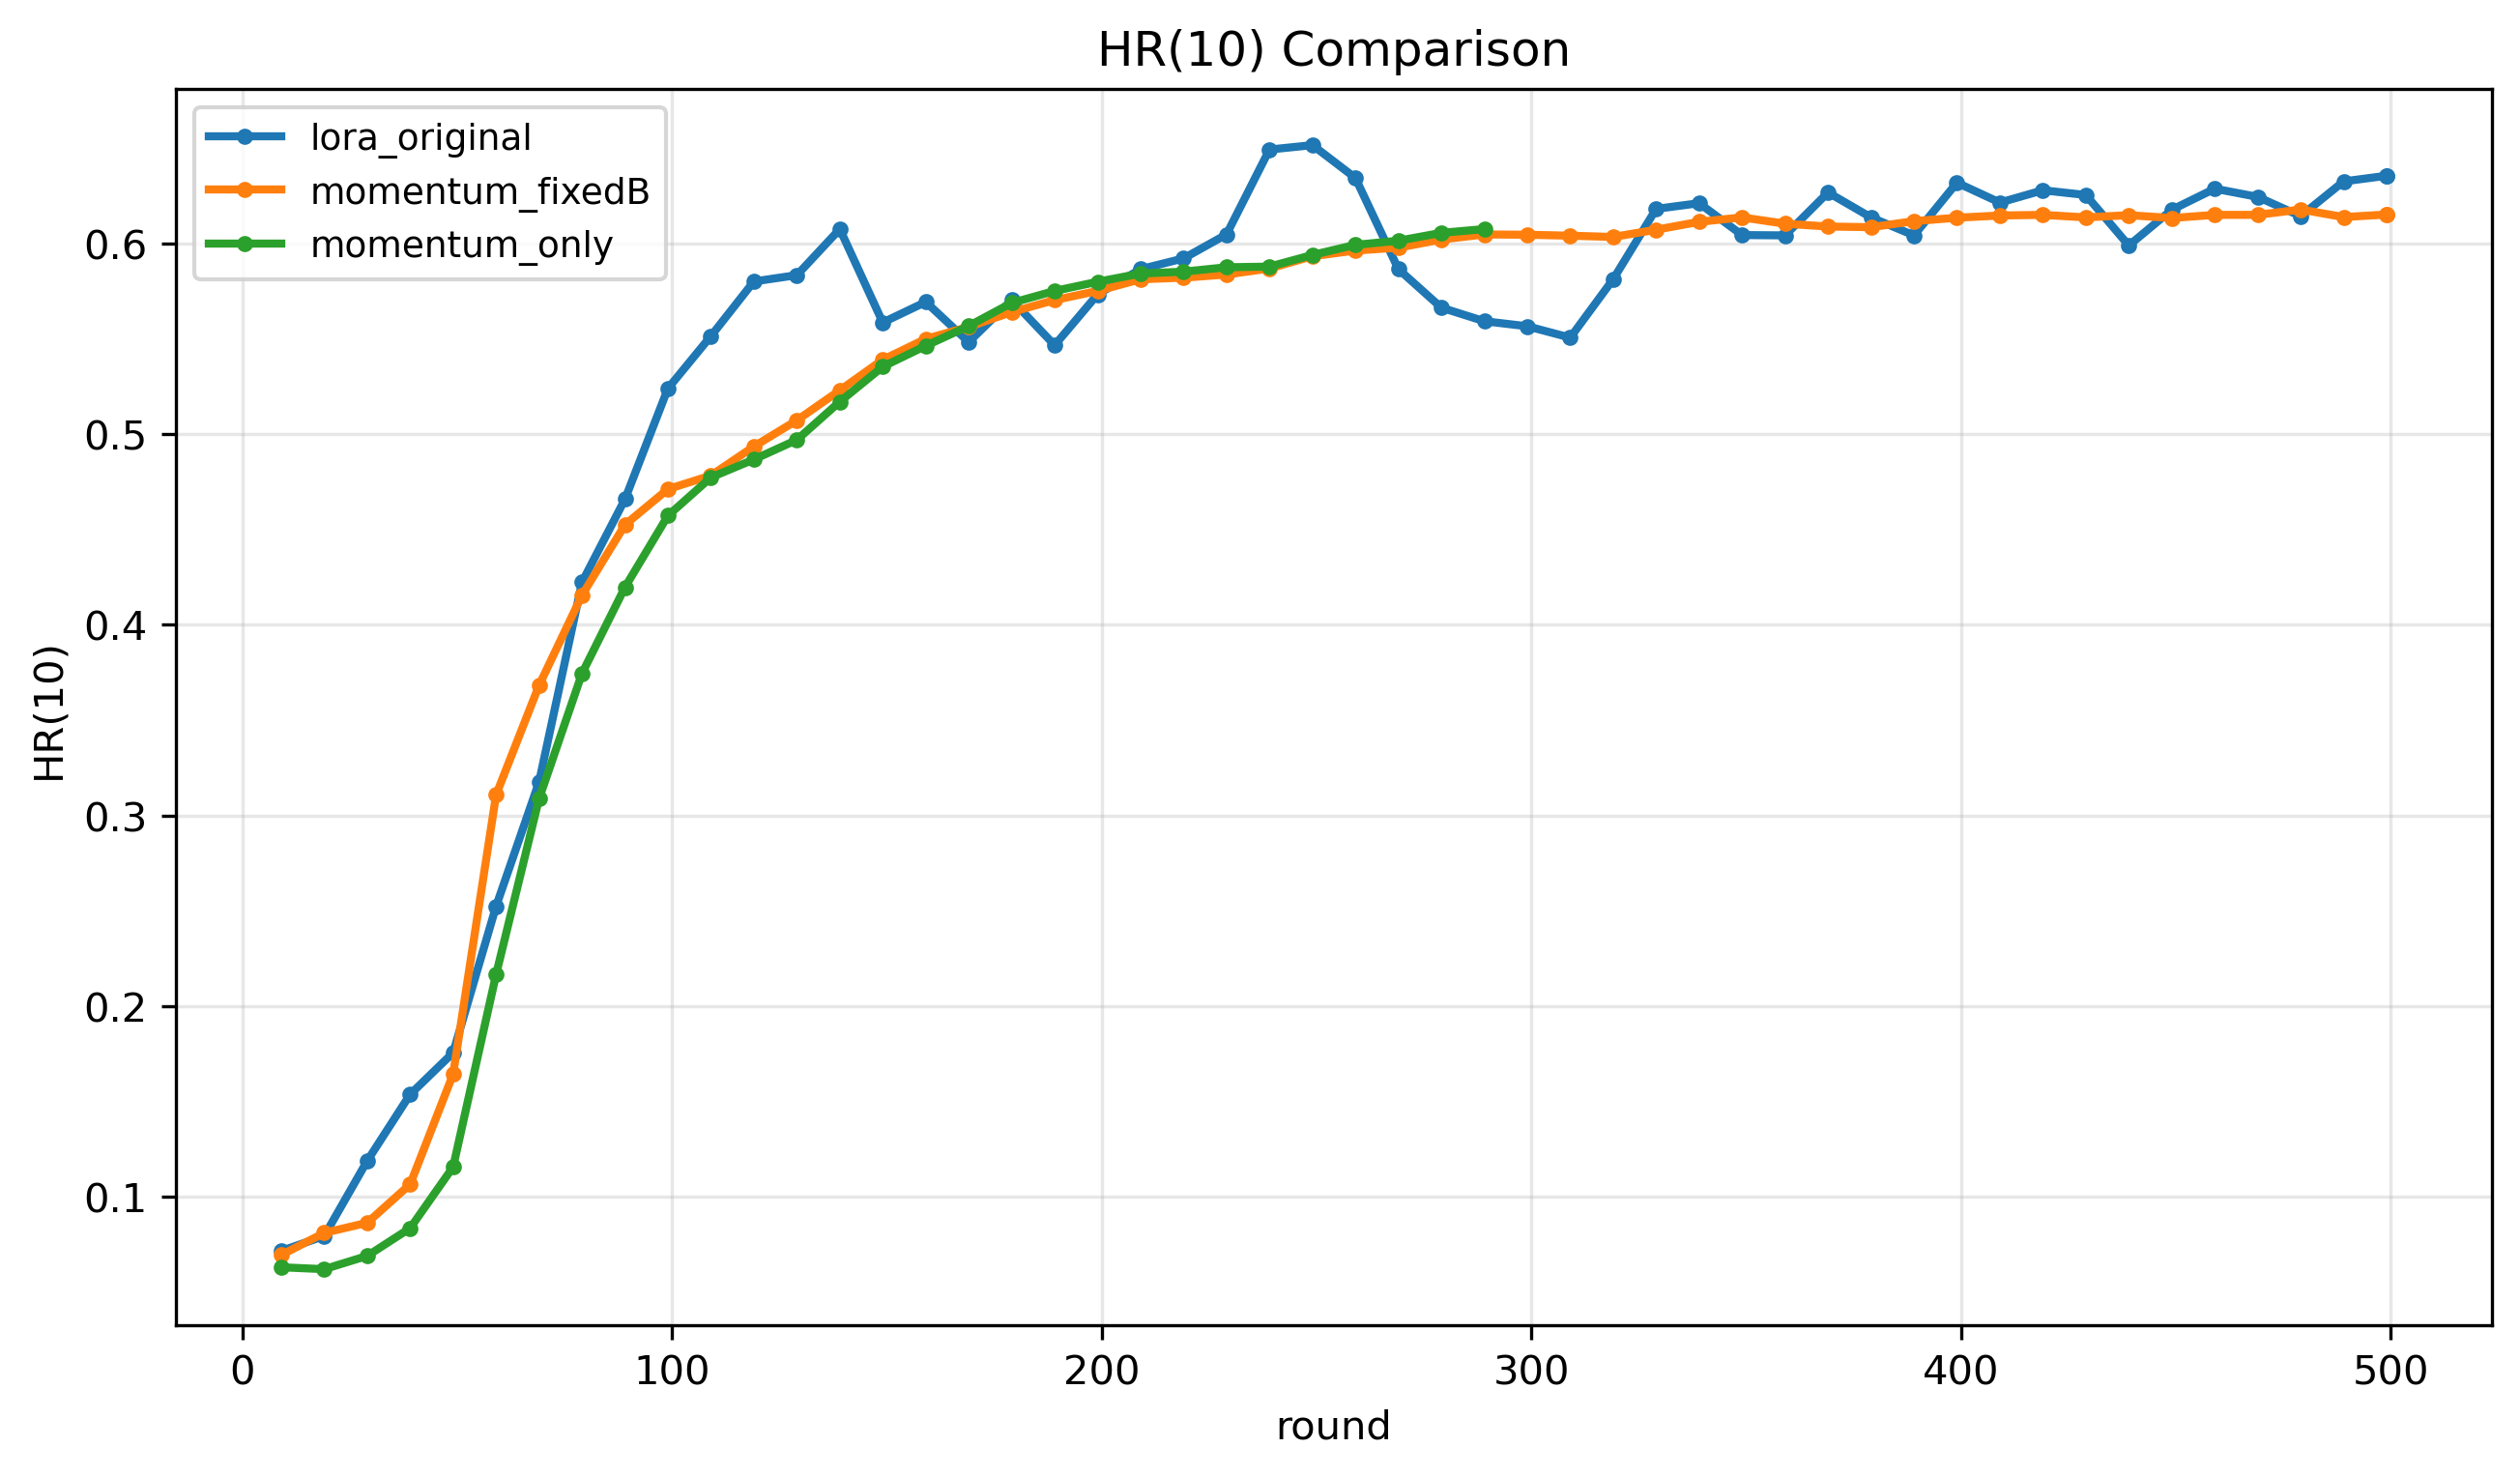 HR(10) Comparison
lora_original
momentum_fixedB
momentum_only
HR(10)
0.6
0.5
0.4
0.3
0.2
0.1
0 100 200 300 400 500
round